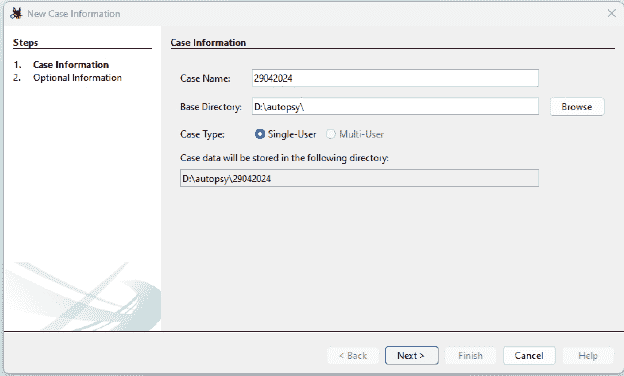 New Case Information
Steps
1. Case Information
2. Optional Information
Case Information
Case Name: 29042024
Base Directory: D:\autopsy\ Browse
Case Type: Single-User Multi-User
Case data will be stored in the following directory:
D:\autopsy\29042024
< Back Next > Finish Cancel Help